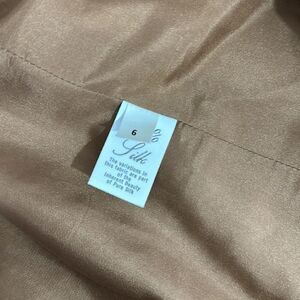 6
%
Silk
The variations in
this fabric are part
of the
Inherent Beauty
of Pure Silk